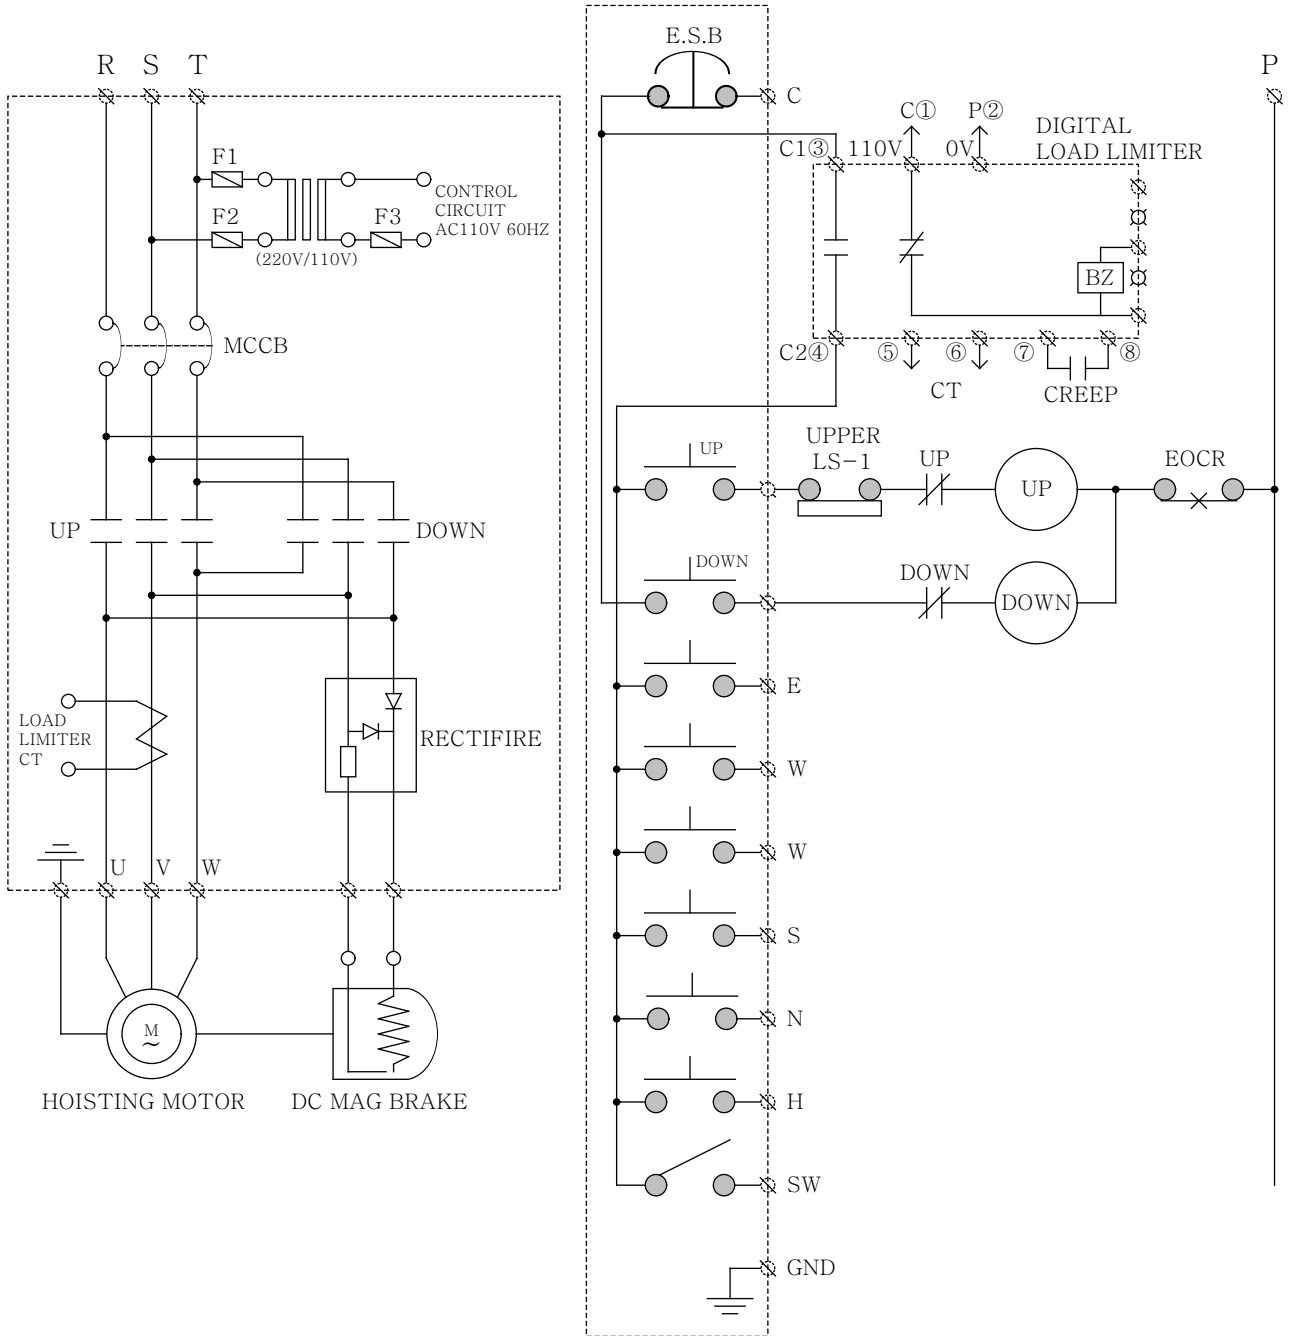 E.S.B
R S T
P
C
C① P②
DIGITAL
LOAD LIMITER
C1③ 110V 0V
F1
CONTROL
CIRCUIT
AC110V 60HZ
F2
F3
(220V/110V)
BZ
MCCB
C2④ ⑤ ⑥ ⑦ ⑧
CT
CREEP
UP
UPPER
LS-1
UP
EOCR
UP
UP
DOWN
DOWN
DOWN
DOWN
E
LOAD
LIMITER
CT
RECTIFIRE
W
W
U V W
S
N
M
~
HOISTING MOTOR
DC MAG BRAKE
H
SW
GND